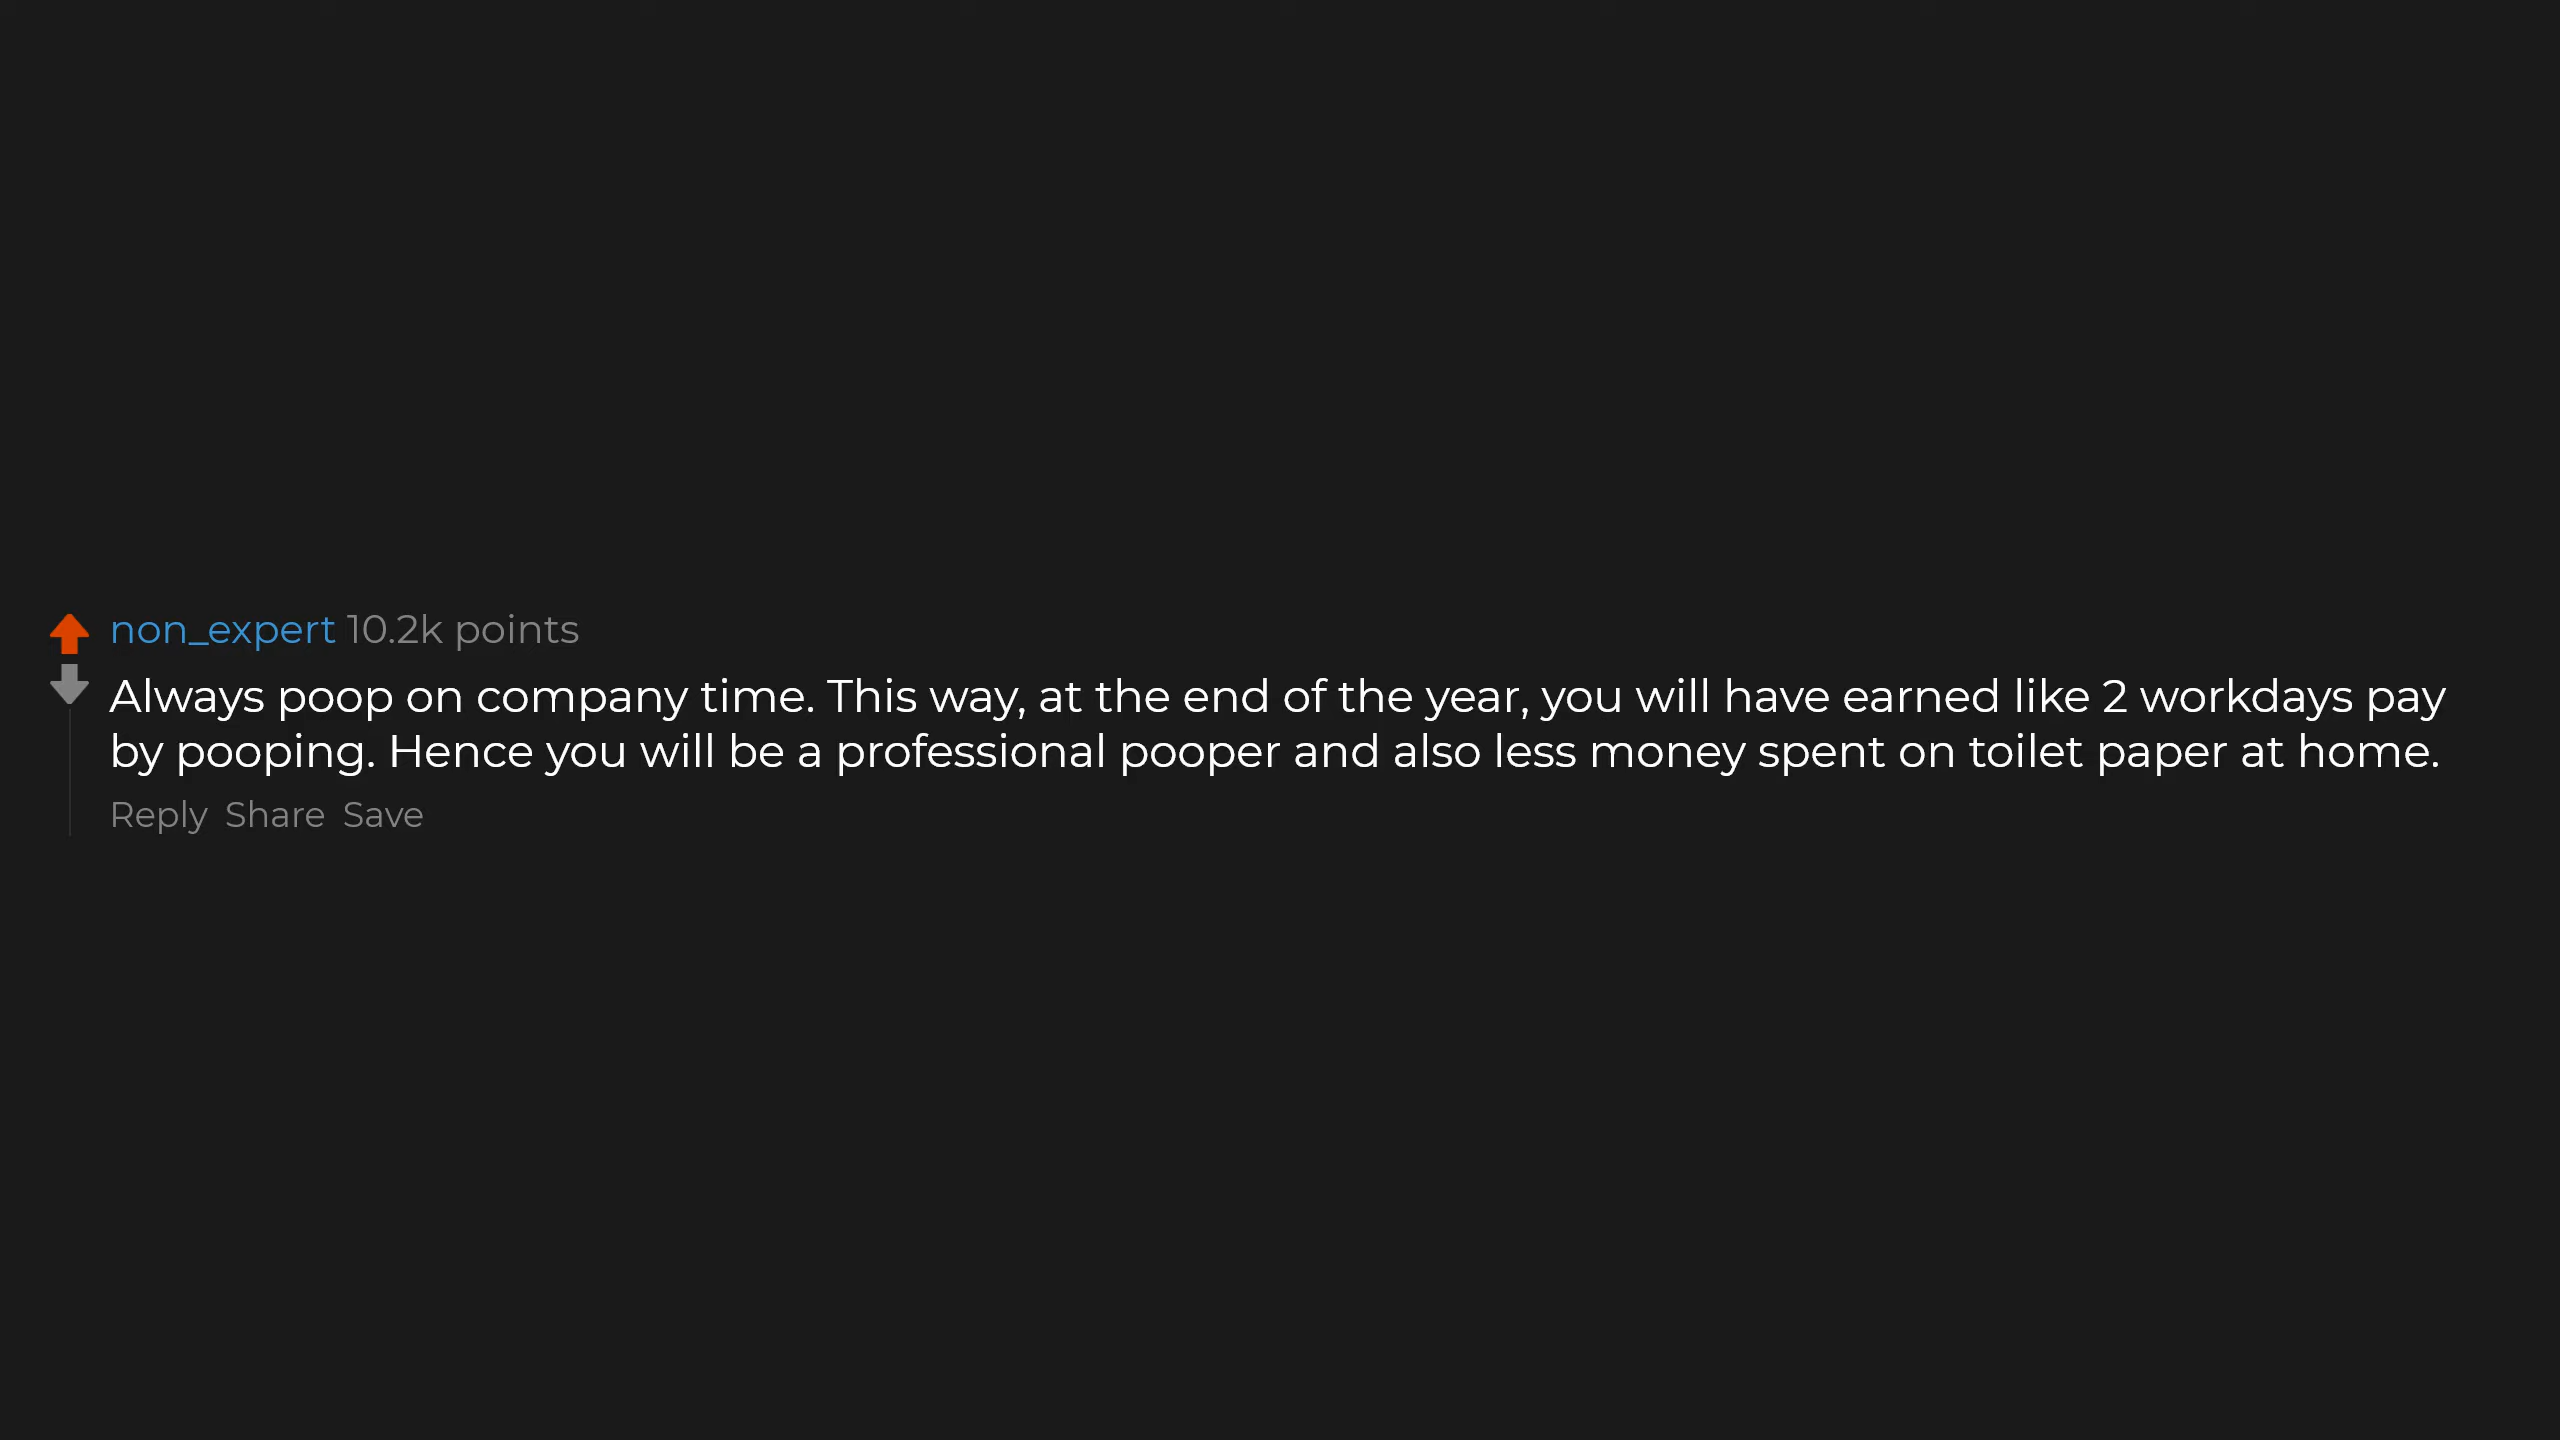 non_expert 10.2k points
Always poop on company time. This way, at the end of the year, you will have earned like 2 workdays pay
by pooping. Hence you will be a professional pooper and also less money spent on toilet paper at home.
Reply Share Save